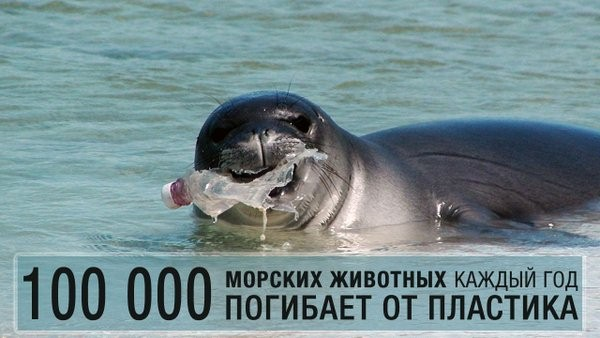 100 000
МОРСКИХ ЖИВОТНЫХ КАЖДЫЙ ГОД
ПОГИБАЕТ ОТ ПЛАСТИКА